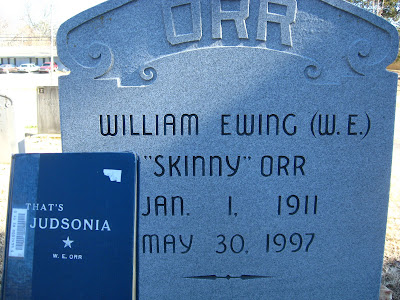 ORR
WILLIAM EWING (W.E.)
"SKINNY" ORR
JAN. 1, 1911
MAY 30, 1997
THAT'S
JUDSONIA
W. E. ORR